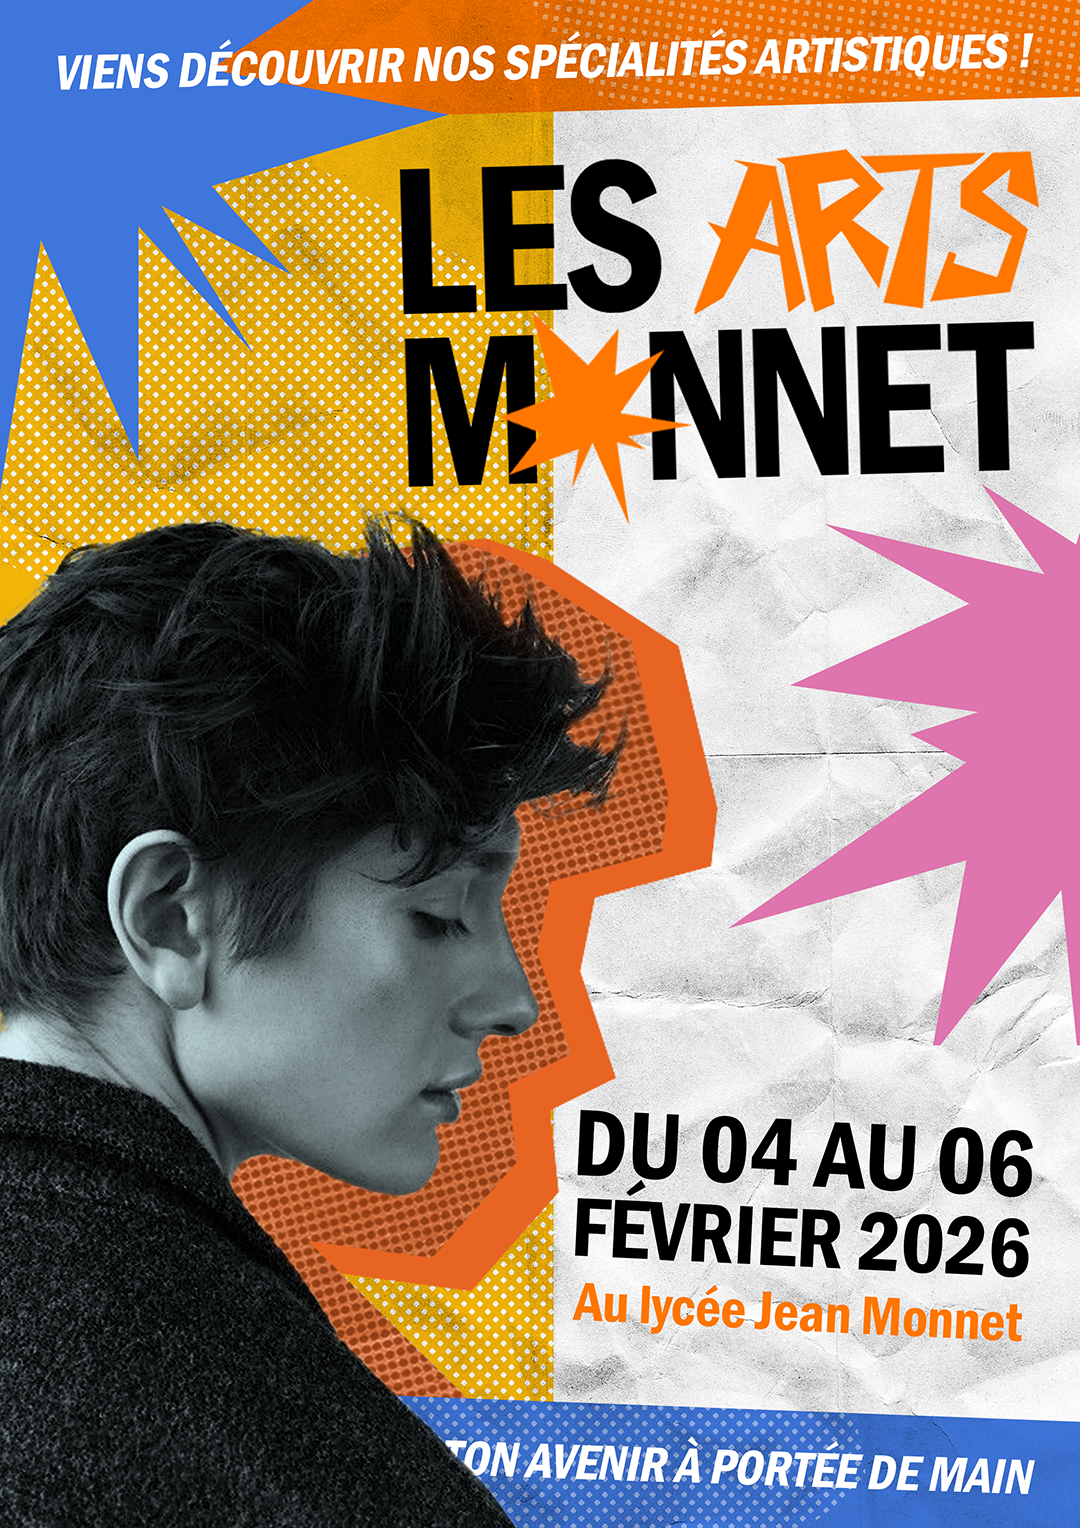 VIENS DÉCOUVRIR NOS SPÉCIALITÉS ARTISTIQUES !
LES ARTS
MONNET
DU 04 AU 06
FÉVRIER 2026
Au lycée Jean Monnet
TON AVENIR À PORTÉE DE MAIN